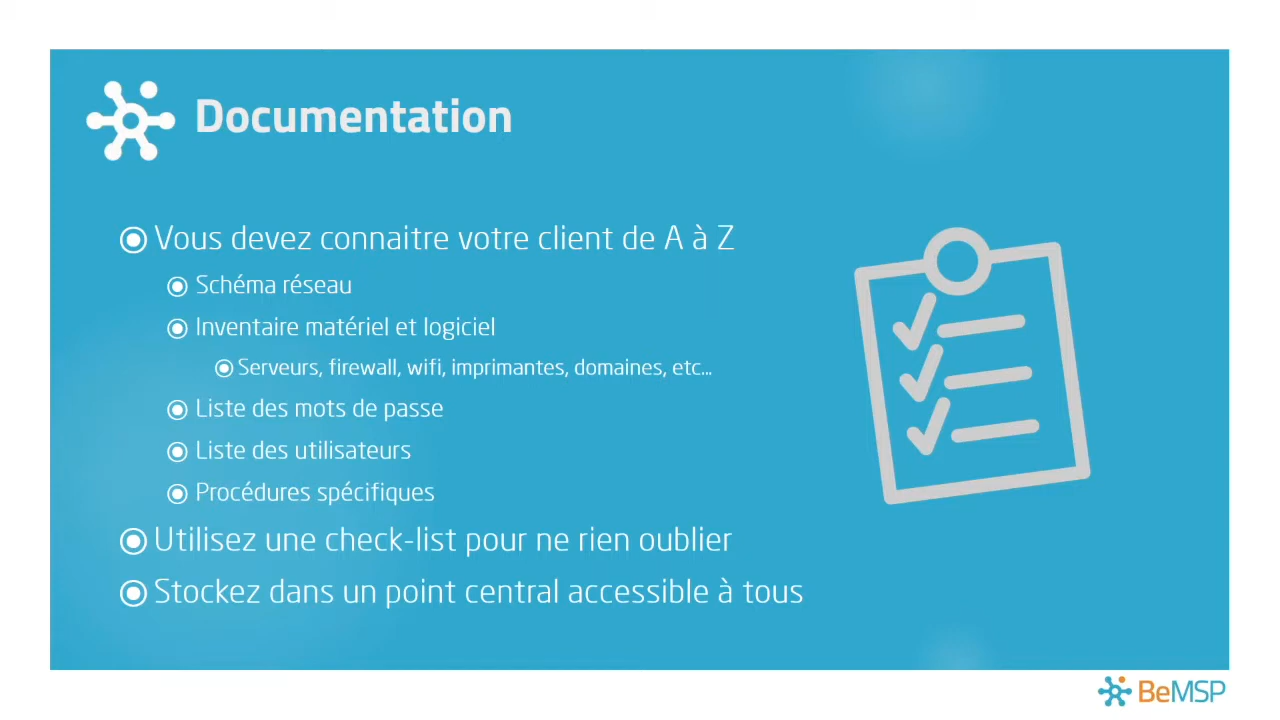 Documentation
Vous devez connaitre votre client de A à Z
Schéma réseau
Inventaire matériel et logiciel
Serveurs, firewall, wifi, imprimantes, domaines, etc...
Liste des mots de passe
Liste des utilisateurs
Procédures spécifiques
Utilisez une check-list pour ne rien oublier
Stockez dans un point central accessible à tous
BeMSP